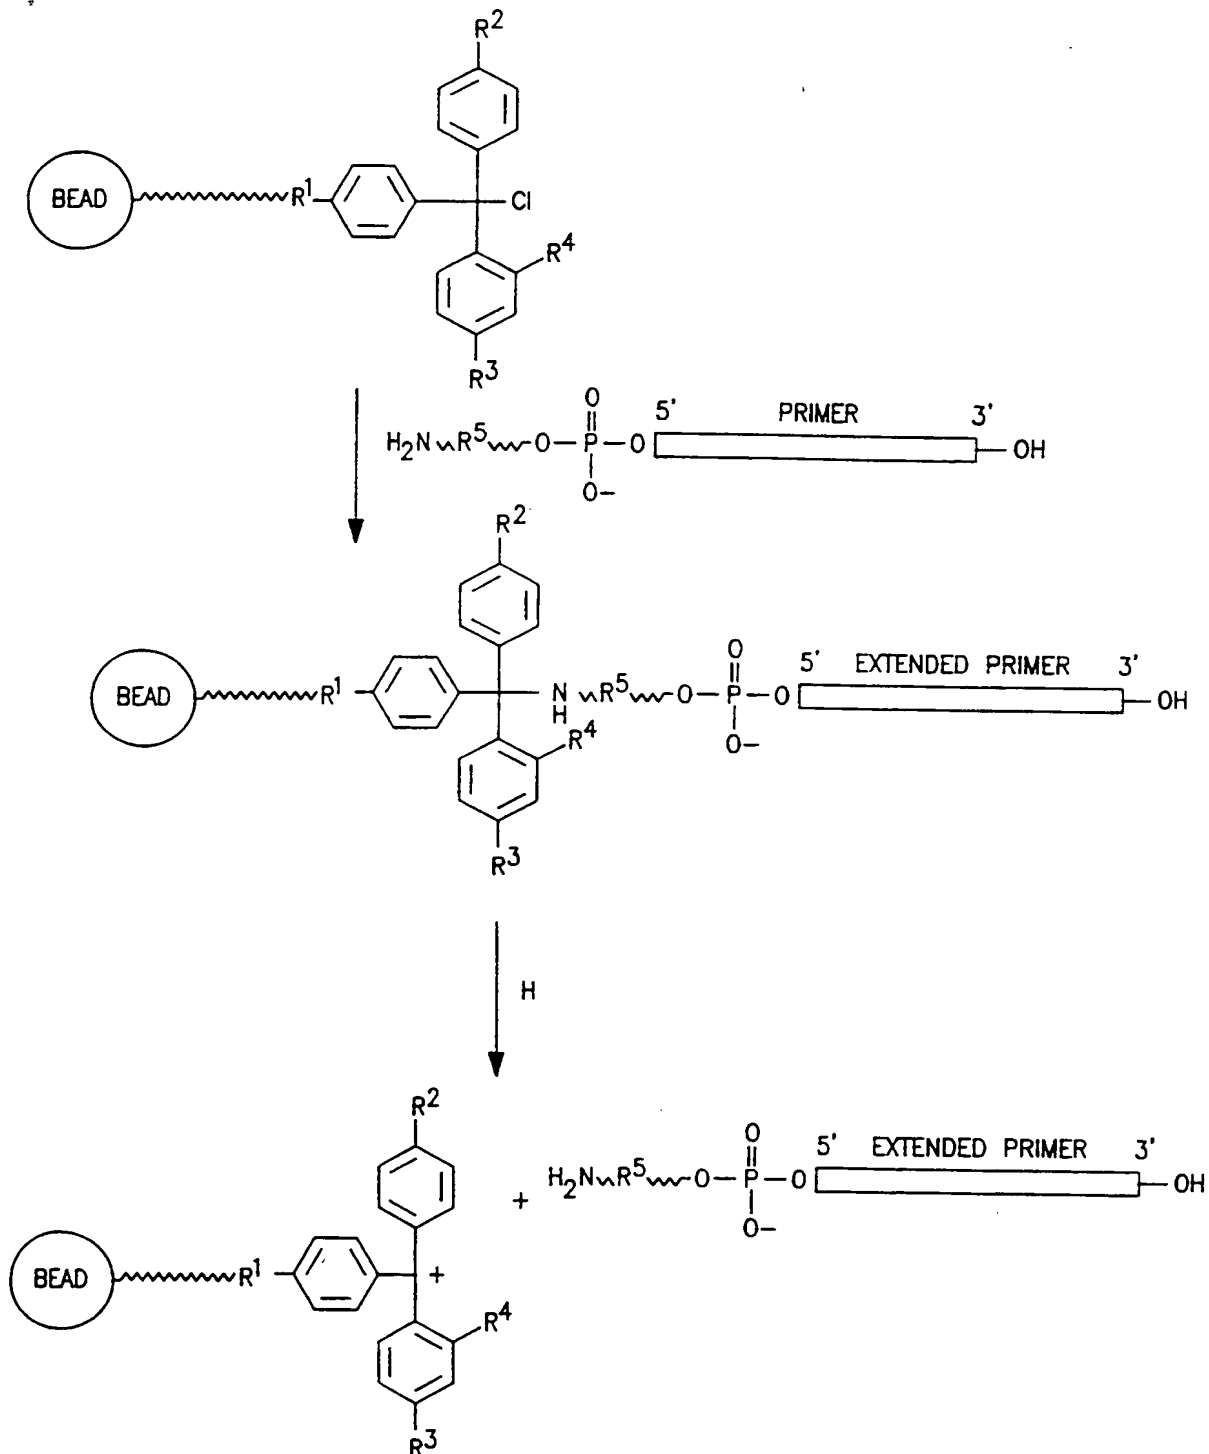 R2
BEAD
R1
Cl
R4
R3
O
5' PRIMER 3'
H2N R5 O P O OH
O–
R2
O
5' EXTENDED PRIMER 3'
BEAD
R1
N
H
R5 O P O OH
O–
R4
R3
H
R2
O
5' EXTENDED PRIMER 3'
+
H2N R5 O P O OH
O–
BEAD
R1
+
R4
R3